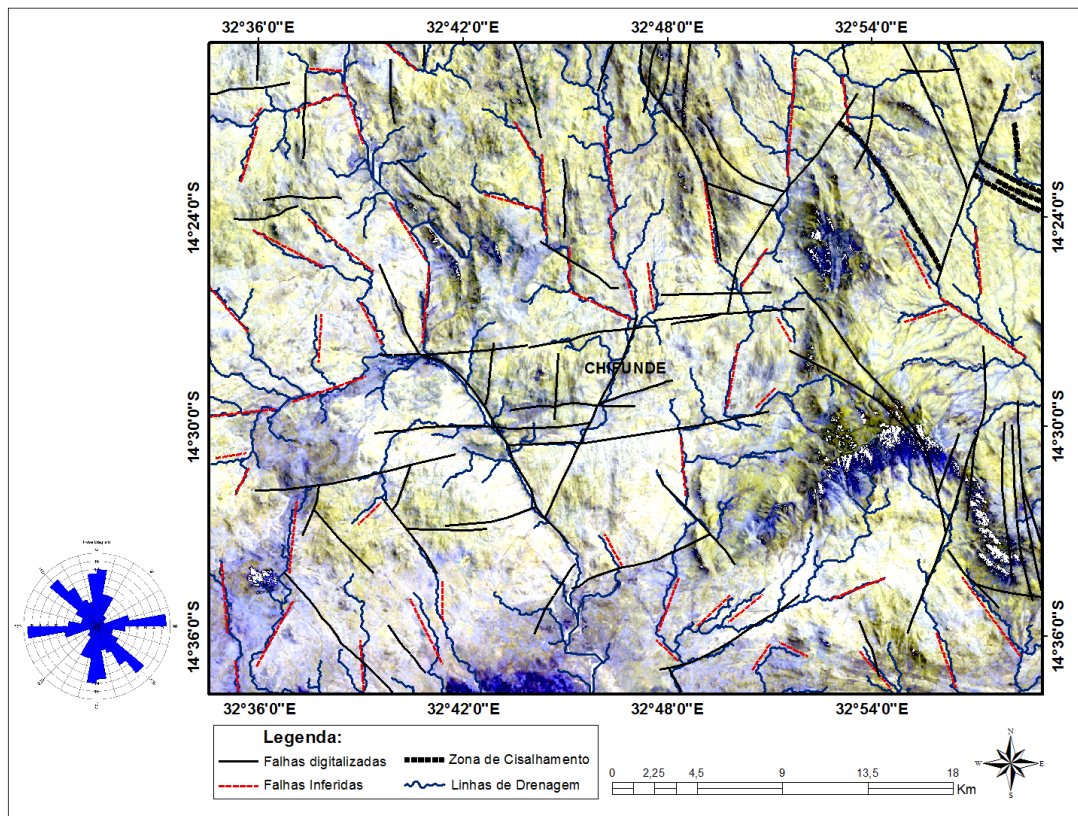 32°36'0"E 32°42'0"E 32°48'0"E 32°54'0"E
14°24'0"S 14°24'0"S
CHIFUNDE
14°30'0"S 14°30'0"S
14°36'0"S 14°36'0"S
32°36'0"E 32°42'0"E 32°48'0"E 32°54'0"E
Legenda:
Falhas digitalizadas
Zona de Cisalhamento
Falhas Inferidas
Linhas de Drenagem
0 2,25 4,5 9 13,5 18
Km
N
W E
S